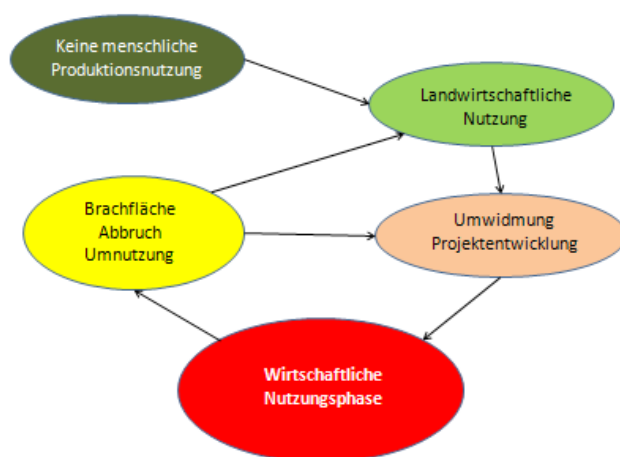 Keine menschliche
Produktionsnutzung
Landwirtschaftliche
Nutzung
Brachfläche
Abbruch
Umnutzung
Umwidmung
Projektentwicklung
Wirtschaftliche
Nutzungsphase